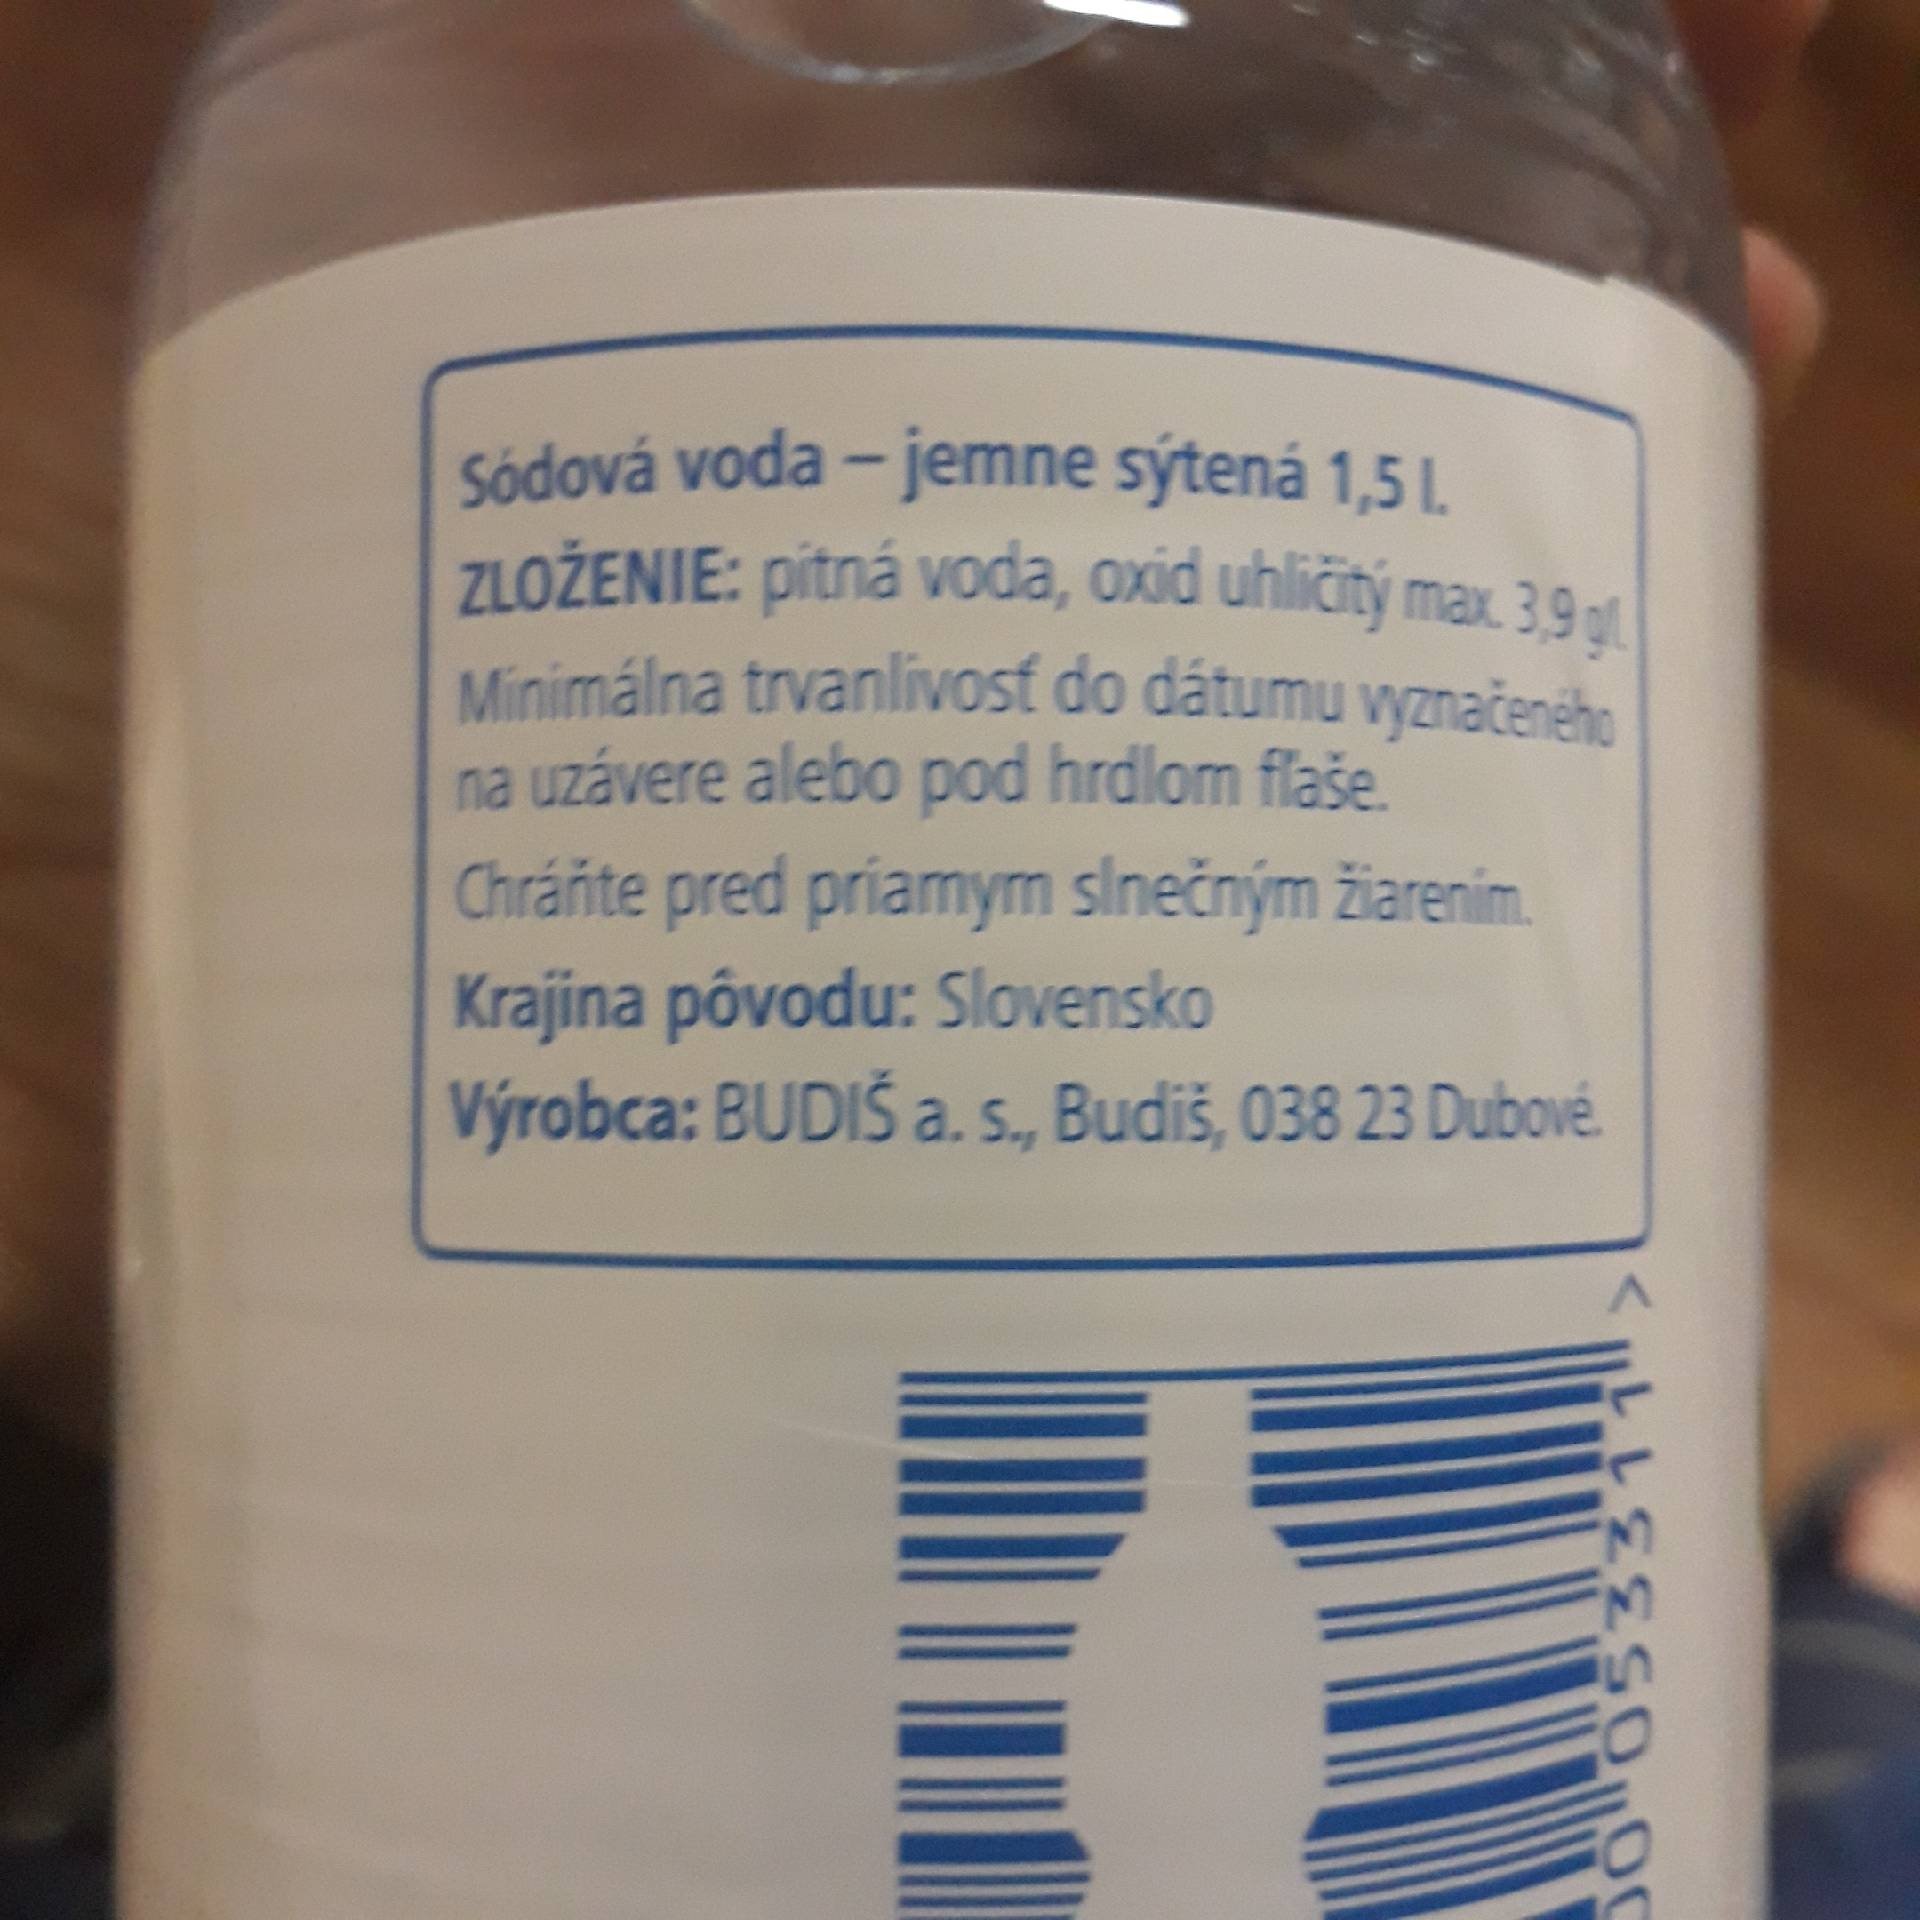 Sódová voda – jemne sýtená 1,5 l.
ZLOŽENIE: pitná voda, oxid uhličitý max. 3,9 g/l.
Minimálna trvanlivosť do dátumu vyznačeného
na uzávere alebo pod hrdlom fľaše.
Chráňte pred priamym slnečným žiarením.
Krajina pôvodu: Slovensko
Výrobca: BUDIŠ a. s., Budiš, 038 23 Dubové.
00053311>